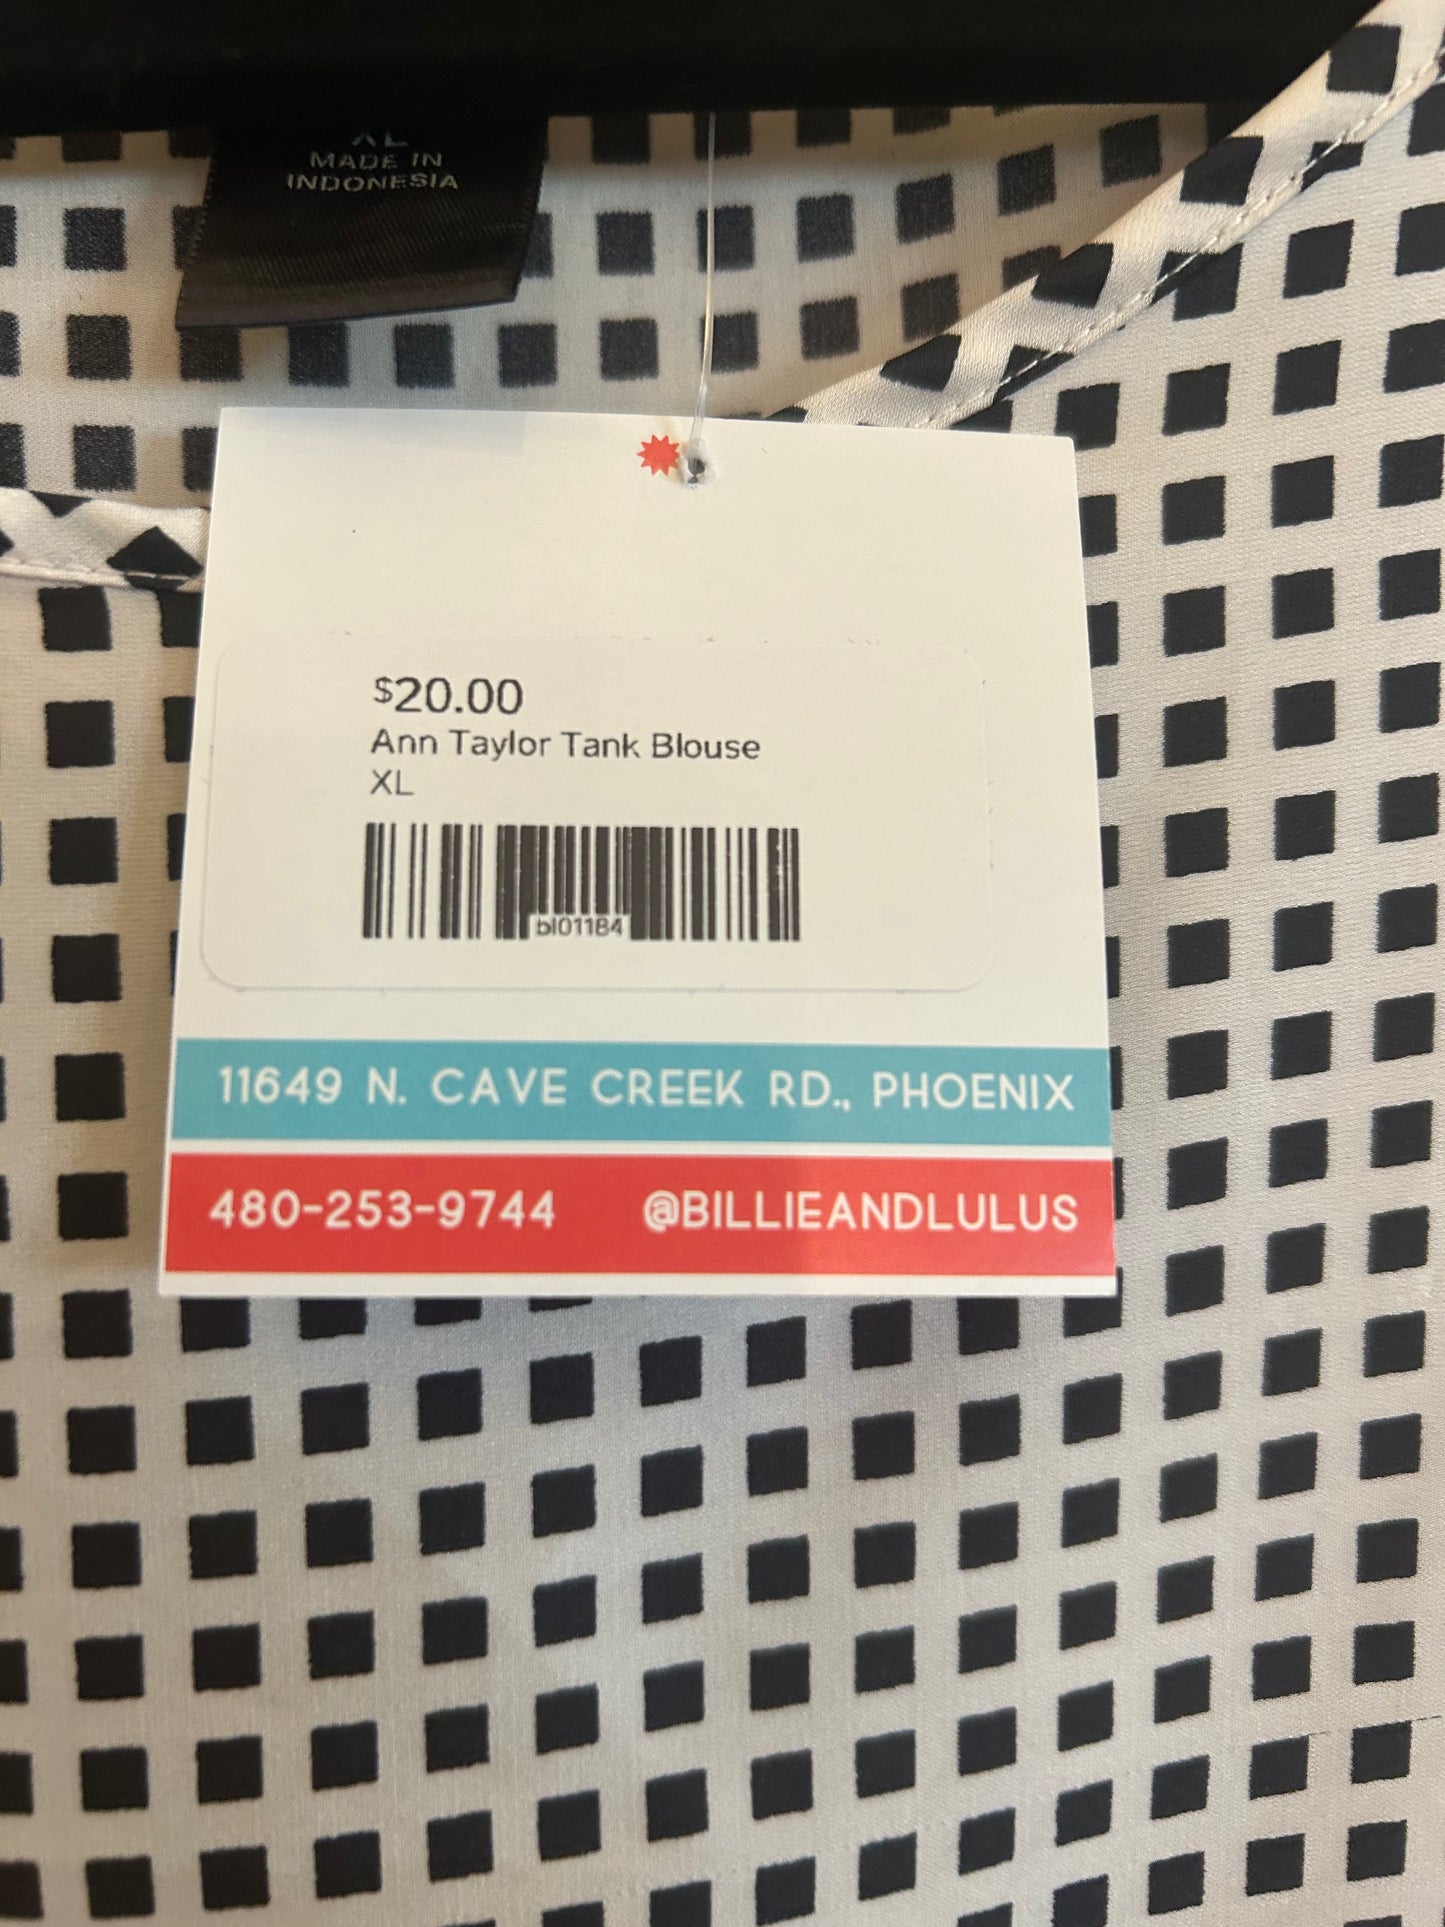 XL
MADE IN
INDONESIA
$20.00
Ann Taylor Tank Blouse
XL
bl01184
11649 N. CAVE CREEK RD., PHOENIX
480-253-9744 @BILLIEANDLULUS